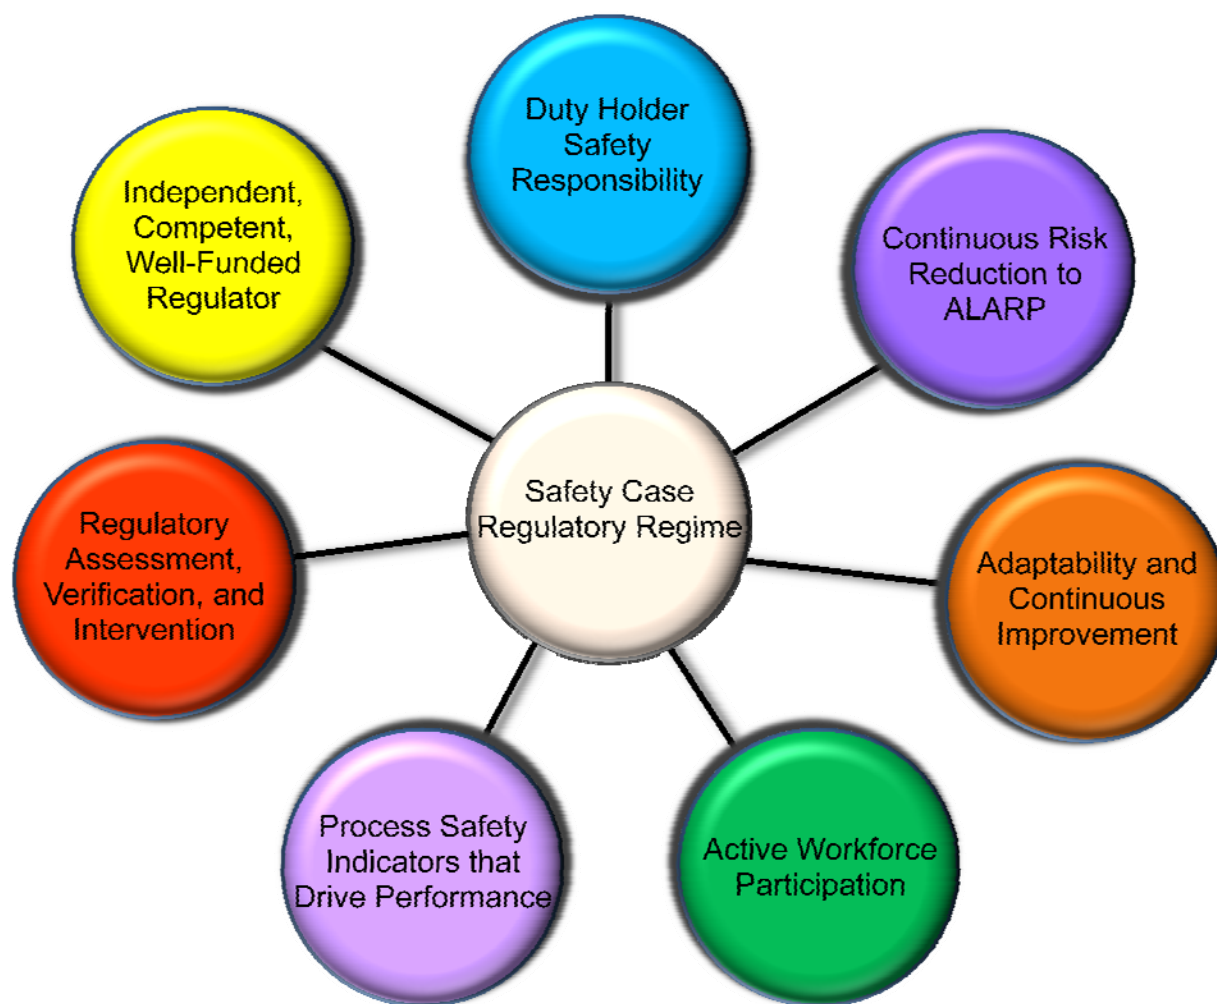 Duty Holder
Safety
Responsibility
Continuous Risk
Reduction to
ALARP
Adaptability and
Continuous
Improvement
Active Workforce
Participation
Process Safety
Indicators that
Drive Performance
Regulatory
Assessment,
Verification, and
Intervention
Independent,
Competent,
Well-Funded
Regulator
Safety Case
Regulatory Regime